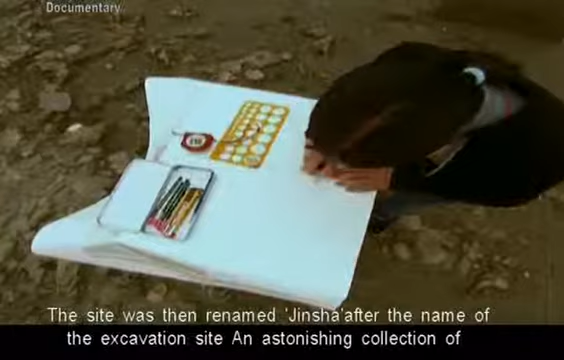 Documentary
The site was then renamed 'Jinsha'after the name of
the excavation site An astonishing collection of